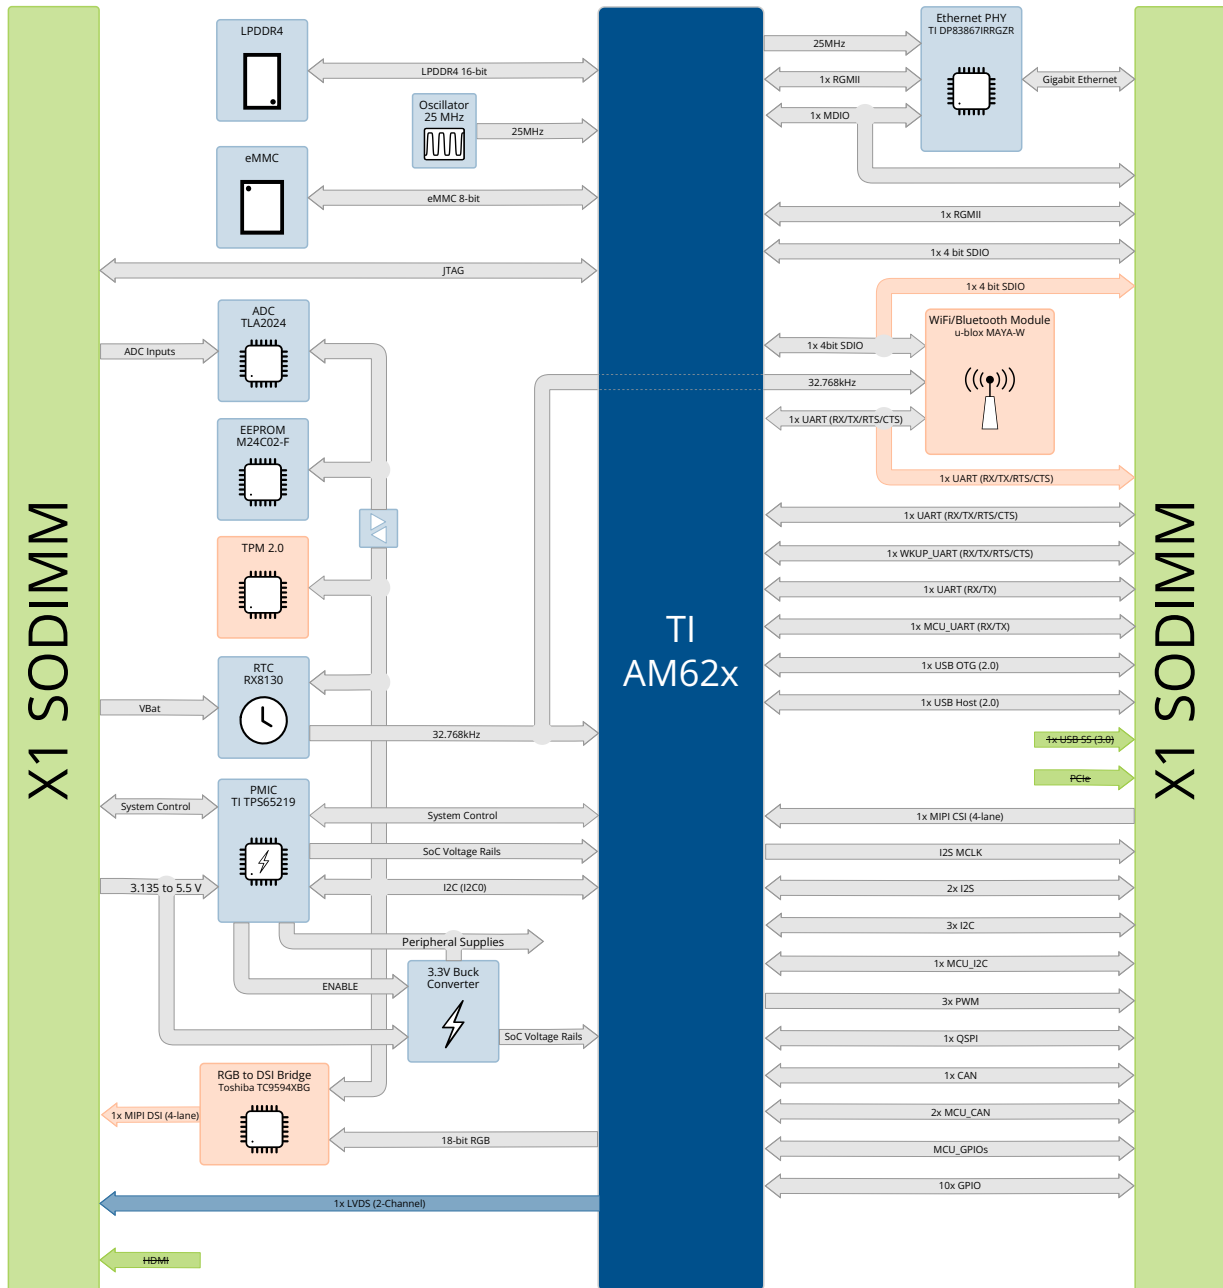 X1 SODIMM
LPDDR4
LPDDR4 16-bit
Oscillator
25 MHz
25MHz
eMMC
eMMC 8-bit
JTAG
ADC
TLA2024
ADC Inputs
EEPROM
M24C02-F
TPM 2.0
RTC
RX8130
VBat
32.768kHz
PMIC
TI TPS65219
System Control
System Control
SoC Voltage Rails
3.135 to 5.5 V
I2C (I2C0)
Peripheral Supplies
3.3V Buck
Converter
ENABLE
SoC Voltage Rails
RGB to DSI Bridge
Toshiba TC9594XBG
1x MIPI DSI (4-lane)
18-bit RGB
1x LVDS (2-Channel)
HDMI
TI
AM62x
Ethernet PHY
TI DP83867IRRGZR
25MHz
1x RGMII
Gigabit Ethernet
1x MDIO
1x RGMII
1x 4 bit SDIO
1x 4 bit SDIO
WiFi/Bluetooth Module
u-blox MAYA-W
1x 4bit SDIO
32.768kHz
1x UART (RX/TX/RTS/CTS)
1x UART (RX/TX/RTS/CTS)
1x UART (RX/TX/RTS/CTS)
1x WKUP_UART (RX/TX/RTS/CTS)
1x UART (RX/TX)
1x MCU_UART (RX/TX)
1x USB OTG (2.0)
1x USB Host (2.0)
1x USB SS (3.0)
PCIe
1x MIPI CSI (4-lane)
I2S MCLK
2x I2S
3x I2C
1x MCU_I2C
3x PWM
1x QSPI
1x CAN
2x MCU_CAN
MCU_GPIOs
10x GPIO
X1 SODIMM